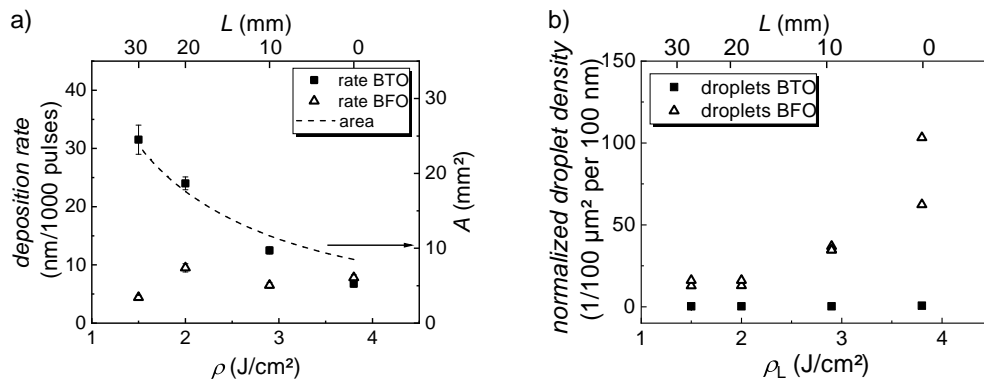 a)
L (mm)
30 20 10 0
40
30
20
10
0
deposition rate
(nm/1000 pulses)
rate BTO
rate BFO
area
30
20
10
0
A (mm²)
1 2 3 4
ρ (J/cm²)
b)
L (mm)
30 20 10 0
150
100
50
0
normalized droplet density
(1/100 µm² per 100 nm)
droplets BTO
droplets BFO
1 2 3 4
ρL (J/cm²)